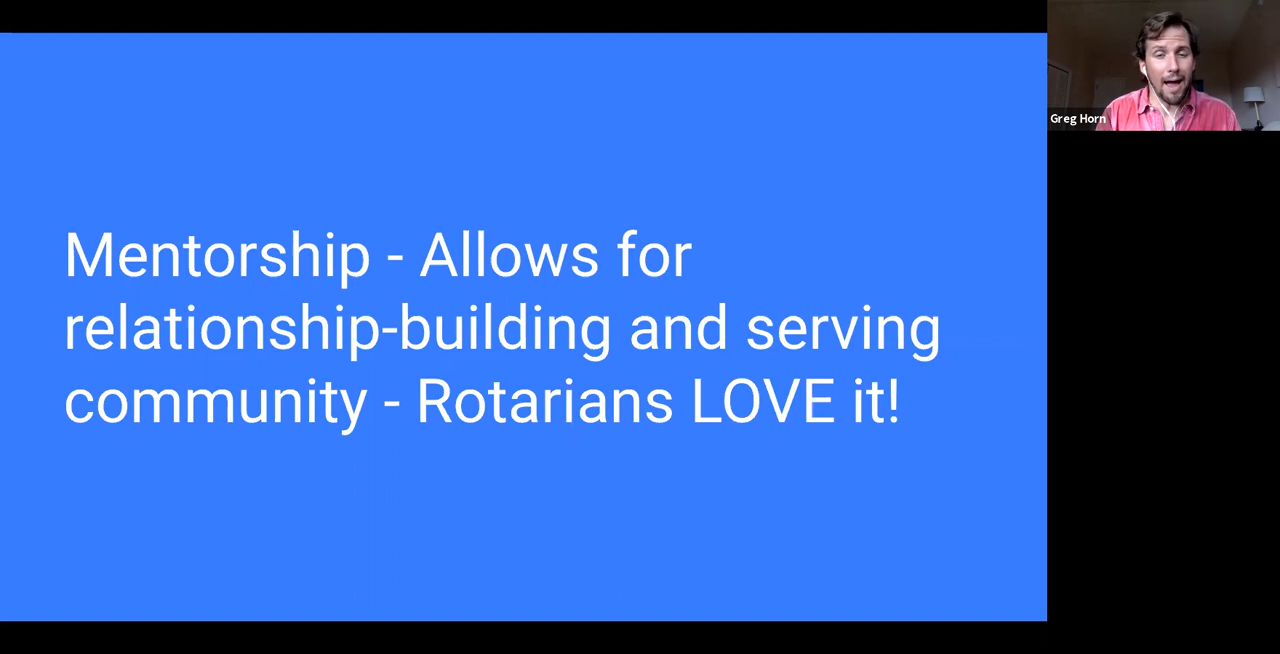 Mentorship - Allows for
relationship-building and serving
community - Rotarians LOVE it!
Greg Horn